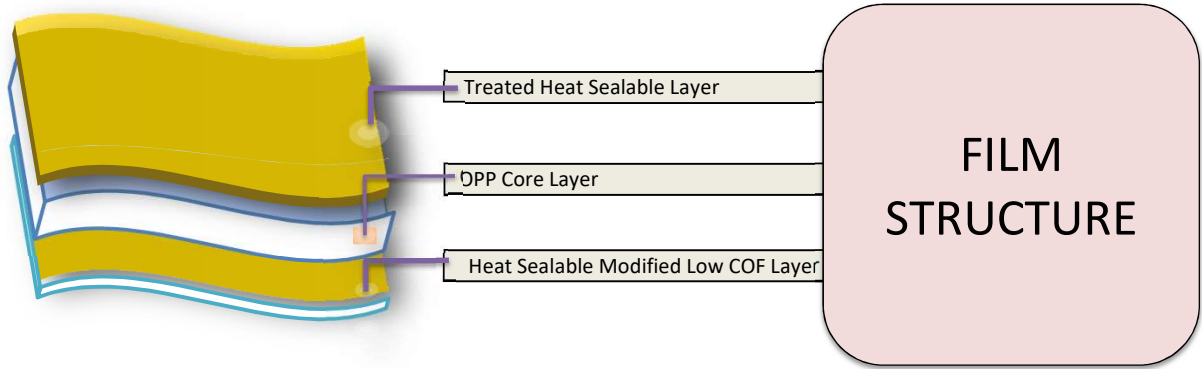 Treated Heat Sealable Layer
OPP Core Layer
Heat Sealable Modified Low COF Layer
FILM
STRUCTURE